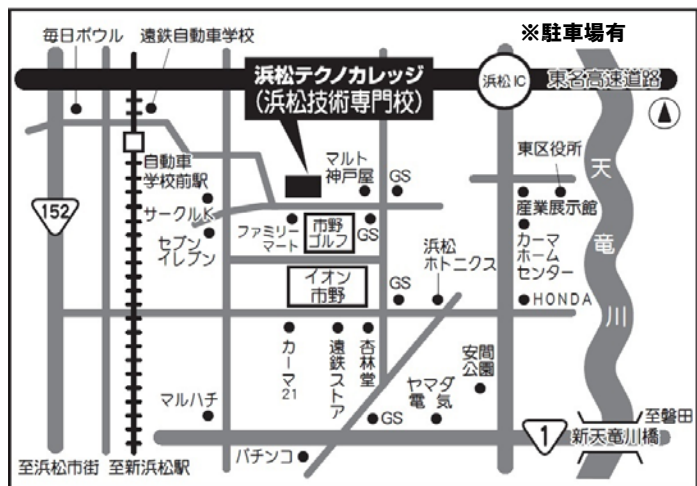 ※駐車場有
毎日ボウル
遠鉄自動車学校
浜松テクノカレッジ
(浜松技術専門校)
浜松IC
東名高速道路
自動車
学校前駅
マルト
神戸屋
GS
東区役所
天竜川
152
サークルK
セブン
イレブン
ファミリー
マート
市野
ゴルフ
GS
産業展示館
カーマ
ホーム
センター
浜松
ホトニクス
イオン
市野
GS
HONDA
カーマ21
遠鉄ストア
杏林堂
安間
公園
マルハチ
ヤマダ
電気
GS
1
至磐田
新天竜川橋
パチンコ
至浜松市街
至新浜松駅